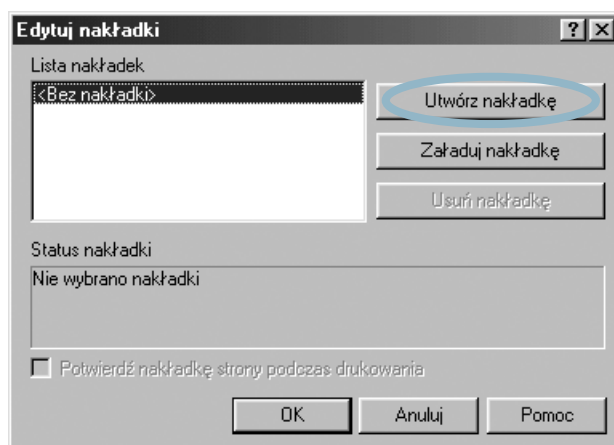 Edytuj nakładki
Lista nakładek
<Bez nakładki>
Utwórz nakładkę
Załaduj nakładkę
Usuń nakładkę
Status nakładki
Nie wybrano nakładki
Potwierdź nakładkę strony podczas drukowania
OK Anuluj Pomoc